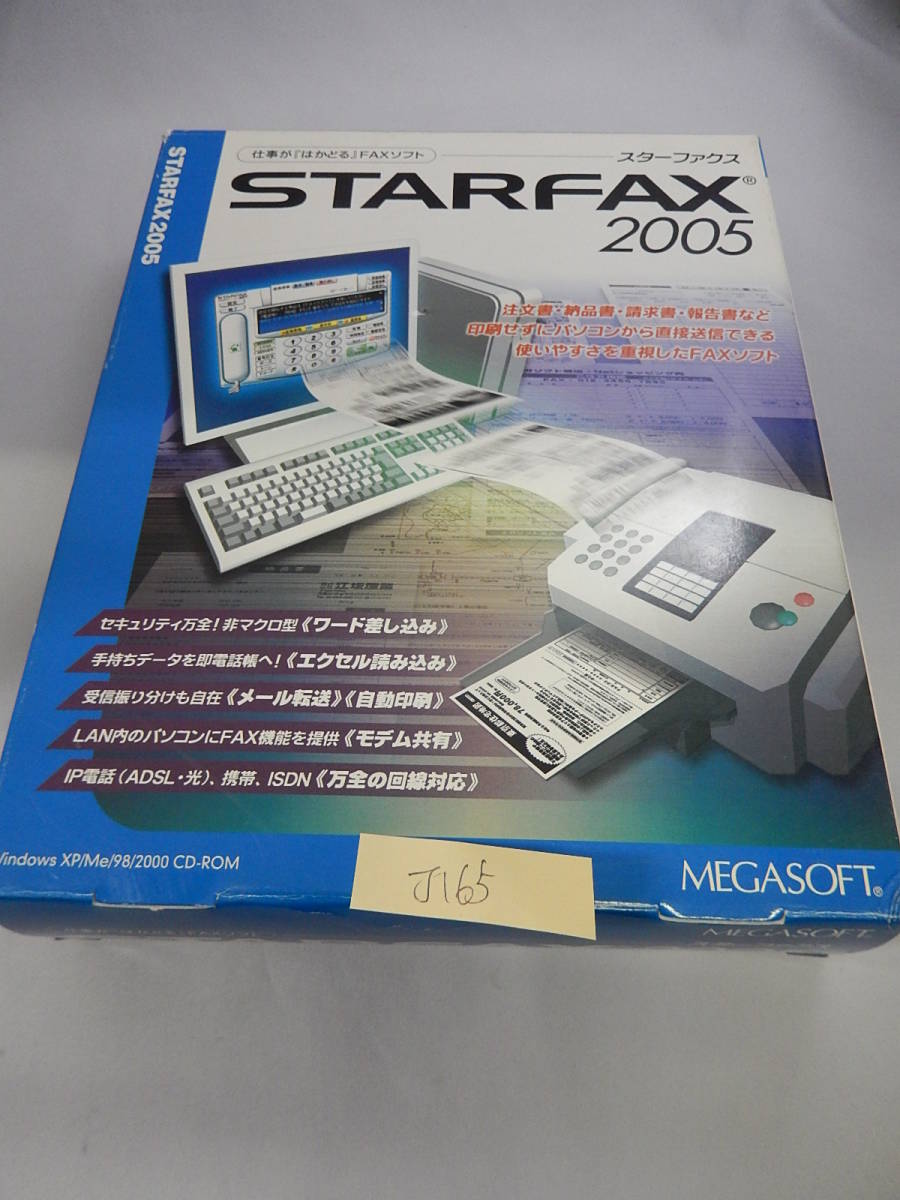 仕事が『はかどる』FAXソフト
スターファクス
STARFAX®
2005
STARFAX2005
注文書・納品書・請求書・報告書など
印刷せずにパソコンから直接送信できる
使いやすさを重視したFAXソフト
セキュリティ万全!非マクロ型《ワード差し込み》
手持ちデータを即電話帳へ!《エクセル読み込み》
受信振り分けも自在《メール転送》《自動印刷》
LAN内のパソコンにFAX機能を提供《モデム共有》
IP電話(ADSL・光)、携帯、ISDN《万全の回線対応》
Windows XP/Me/98/2000 CD-ROM
MEGASOFT®
J165
MEGASOFT